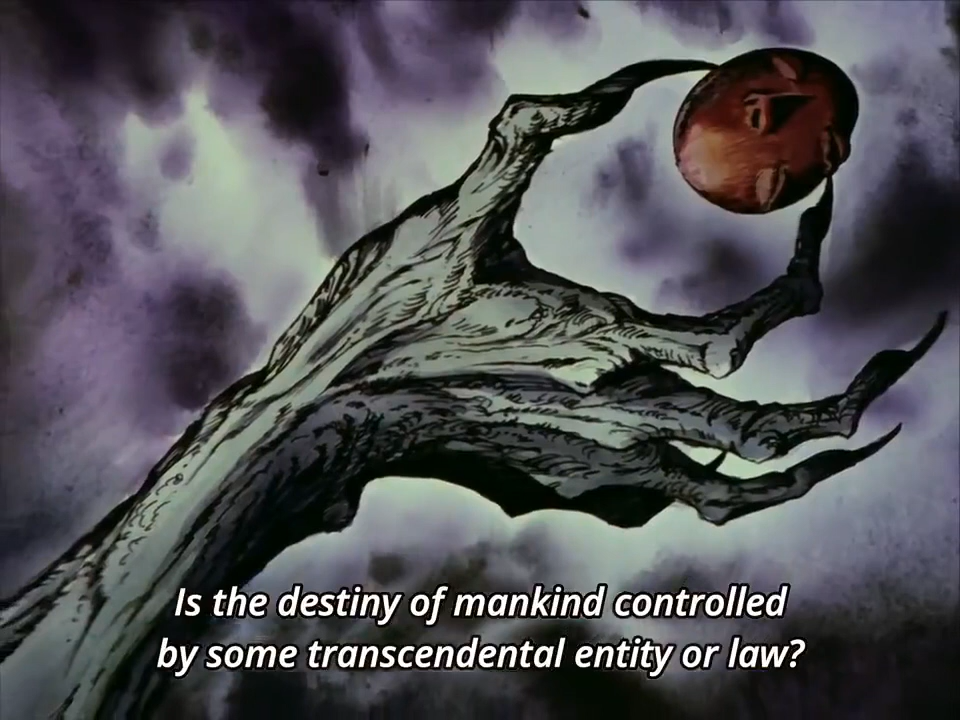 Is the destiny of mankind controlled
by some transcendental entity or law?